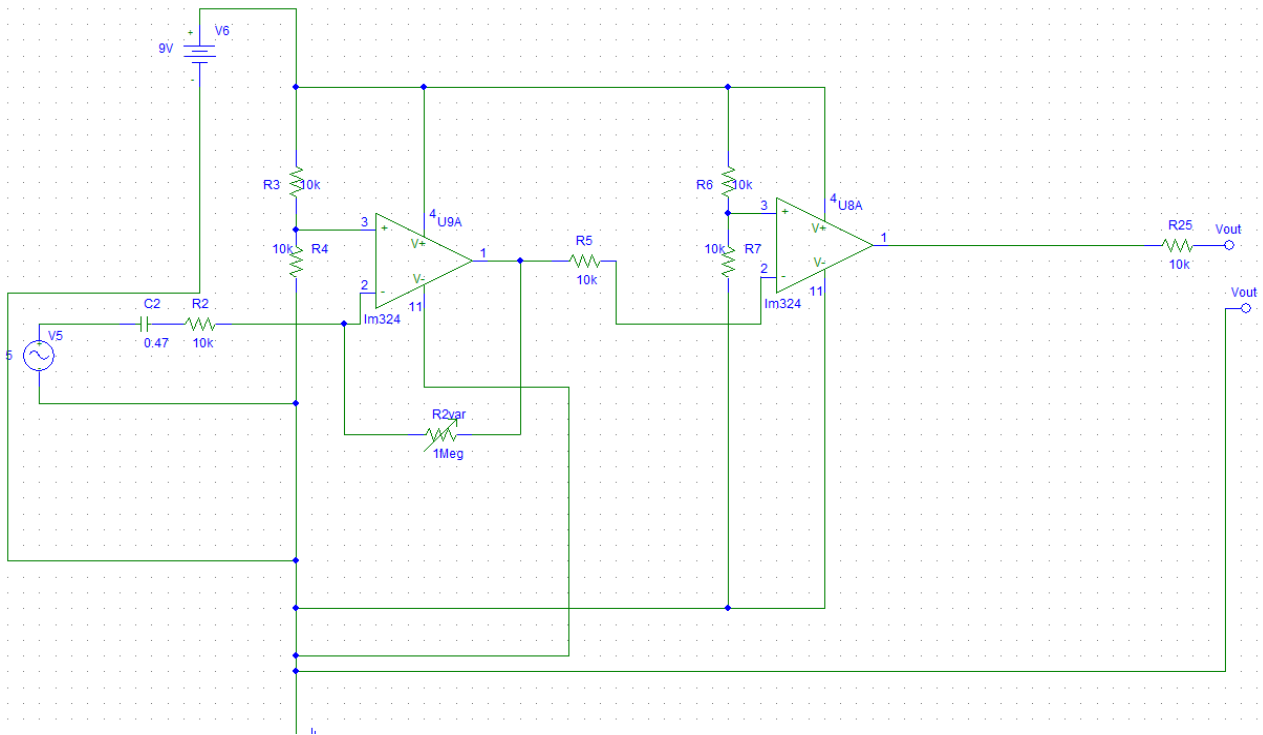 + V6
9V
-
R3 10k
10k R4
3 + 4 U9A
V+
V-
2 - 11
lm324
1
C2 R2
0.47 10k
V5
5
+
-
R2var
1Meg
R5
10k
R6 10k
10k R7
3 + 4 U8A
V+
V-
2 - 11
lm324
1
R25
10k
Vout
Vout